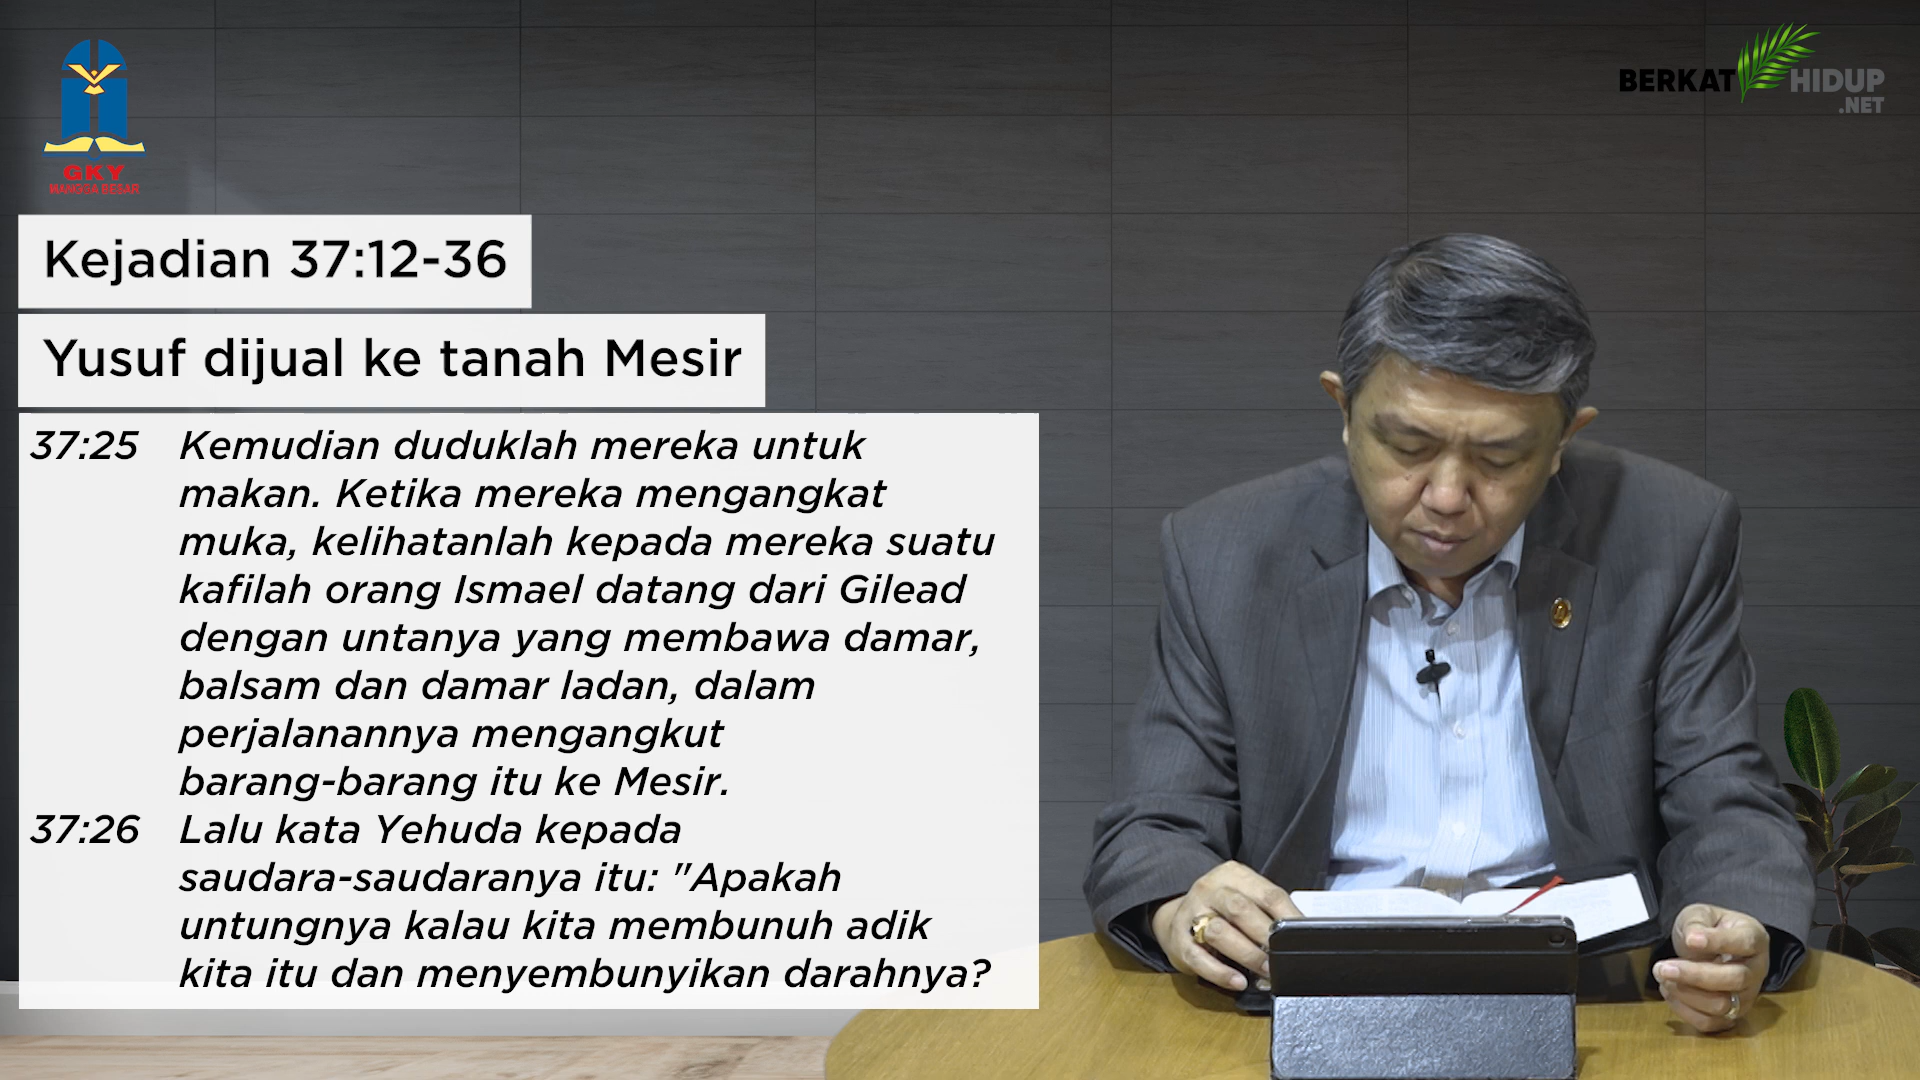 GKY
MANGGA BESAR
BERKAT HIDUP
.NET
Kejadian 37:12-36
Yusuf dijual ke tanah Mesir
37:25 Kemudian duduklah mereka untuk
makan. Ketika mereka mengangkat
muka, kelihatanlah kepada mereka suatu
kafilah orang Ismael datang dari Gilead
dengan untanya yang membawa damar,
balsam dan damar ladan, dalam
perjalanannya mengangkut
barang-barang itu ke Mesir.
37:26 Lalu kata Yehuda kepada
saudara-saudaranya itu: "Apakah
untungnya kalau kita membunuh adik
kita itu dan menyembunyikan darahnya?